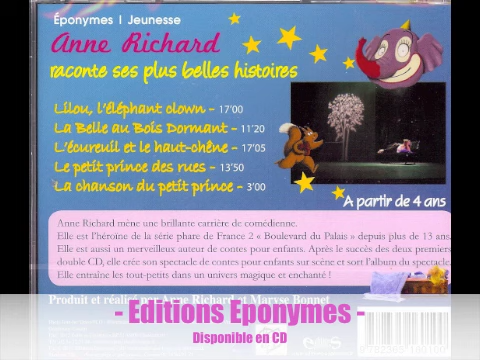 Éponymes | Jeunesse
Anne Richard
raconte ses plus belles histoires
Lilou, l'éléphant clown - 17'00
La Belle au Bois Dormant - 11'20
L'écureuil et le haut-chêne - 17'05
Le petit prince des rues - 13'50
La chanson du petit prince - 3'00
A partir de 4 ans
Anne Richard mène une brillante carrière de comédienne.
Elle est l'héroïne de la série phare de France 2 « Boulevard du Palais » depuis plus de 13 ans.
Elle est aussi un merveilleux auteur de contes pour enfants. Après le succès des deux premiers
double CD, elle crée son spectacle de contes pour enfants sur scène et sort l'album du spectacle.
Elle entraîne les tout-petits dans un univers magique et enchanté !
Produit et réalisé par Anne Richard et Maryse Bonnet
- Editions Eponymes -
Disponible en CD